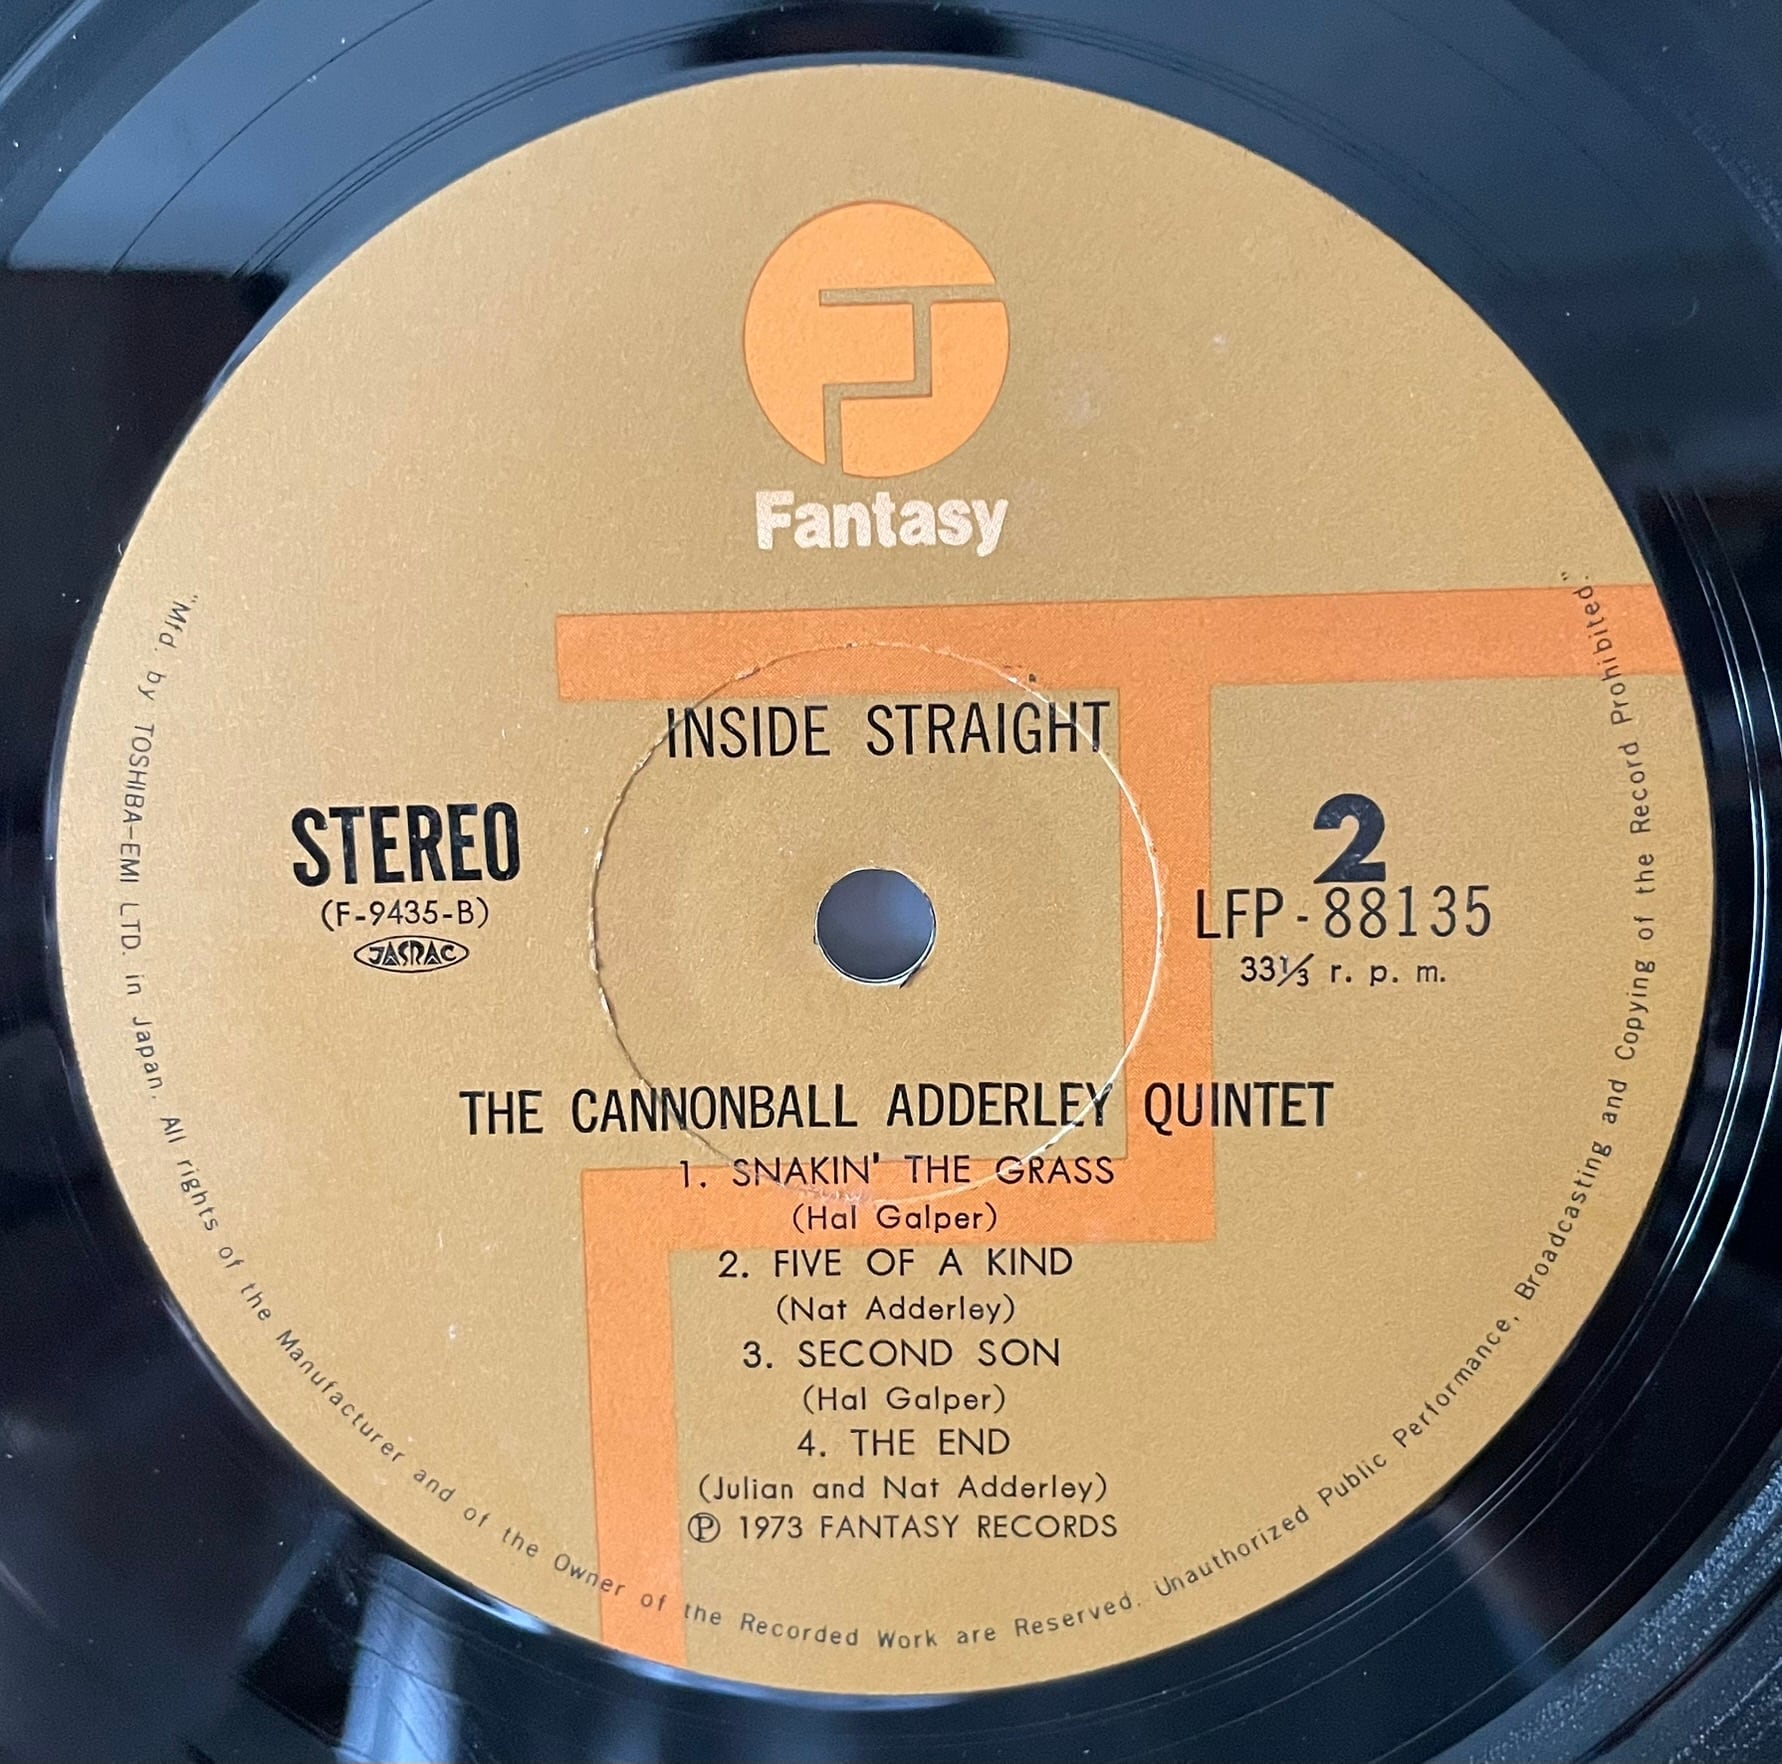 Fantasy
INSIDE STRAIGHT
STEREO
(F-9435-B)
JASRAC
2
LFP-88135
33⅓ r. p. m.
THE CANNONBALL ADDERLEY QUINTET
1. SNAKIN' THE GRASS
(Hal Galper)
2. FIVE OF A KIND
(Nat Adderley)
3. SECOND SON
(Hal Galper)
4. THE END
(Julian and Nat Adderley)
Ⓟ 1973 FANTASY RECORDS
"Mfd. by TOSHIBA-EMI LTD. in Japan. All rights of the Manufacturer and of the Owner of the Recorded Work are Reserved. Unauthorized Public Performance, Broadcasting and Copying of the Record Prohibited."